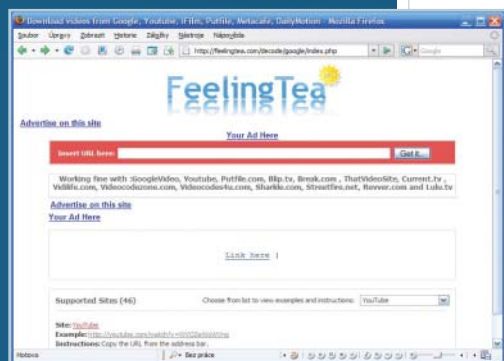 Download videos from Google, Youtube, iFilm, Putfile, Metacafe, DailyMotion - Mozilla Firefox
Soubor Úpravy Zobrazit Historie Záložky Nástroje Nápověda
http://feelingtea.com/decode/google/index.php
Google
FeelingTea
Advertise on this site
Your Ad Here
Insert URL here:
Get it...
Working fine with :GoogleVideo, Youtube, Putfile.com, Blip.tv, Break.com , ThatVideoSite, Current.tv ,
Vidilife.com, Videocodezone.com, Videocodes4u.com, Sharkle.com, Streetfire.net, Revver.com and Lulu.tv
Advertise on this site
Your Ad Here
Link here |
Supported Sites (46) Choose from list to view examples and instructions: YouTube
Site: YouTube
Example:
Instructions: Copy the URL from the address bar.
Hotovo
Bez práce